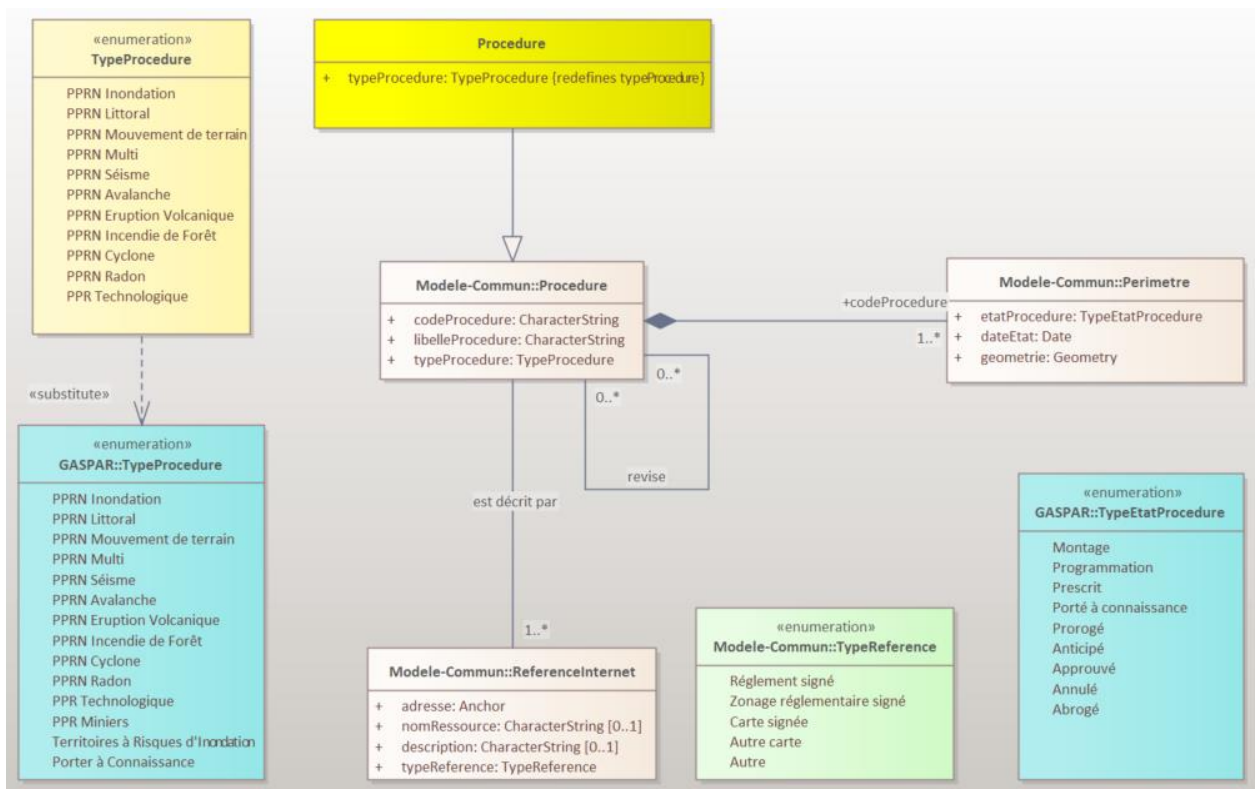 «enumeration»
TypeProcedure
PPRN Inondation
PPRN Littoral
PPRN Mouvement de terrain
PPRN Multi
PPRN Séisme
PPRN Avalanche
PPRN Eruption Volcanique
PPRN Incendie de Forêt
PPRN Cyclone
PPRN Radon
PPR Technologique
Procedure
+ typeProcedure: TypeProcedure {redefines typeProcedure}
Modele-Commun::Procedure
+ codeProcedure: CharacterString
+ libelleProcedure: CharacterString
+ typeProcedure: TypeProcedure
+codeProcedure
1..*
Modele-Commun::Perimetre
+ etatProcedure: TypeEtatProcedure
+ dateEtat: Date
+ geometrie: Geometry
0..*
0..*
revise
«substitute»
«enumeration»
GASPAR::TypeProcedure
PPRN Inondation
PPRN Littoral
PPRN Mouvement de terrain
PPRN Multi
PPRN Séisme
PPRN Avalanche
PPRN Eruption Volcanique
PPRN Incendie de Forêt
PPRN Cyclone
PPRN Radon
PPR Technologique
PPR Miniers
Territoires à Risques d'Inondation
Porter à Connaissance
est décrit par
1..*
Modele-Commun::ReferenceInternet
+ adresse: Anchor
+ nomRessource: CharacterString [0..1]
+ description: CharacterString [0..1]
+ typeReference: TypeReference
«enumeration»
Modele-Commun::TypeReference
Réglement signé
Zonage réglementaire signé
Carte signée
Autre carte
Autre
«enumeration»
GASPAR::TypeEtatProcedure
Montage
Programmation
Prescrit
Porté à connaissance
Prorogé
Anticipé
Approuvé
Annulé
Abrogé